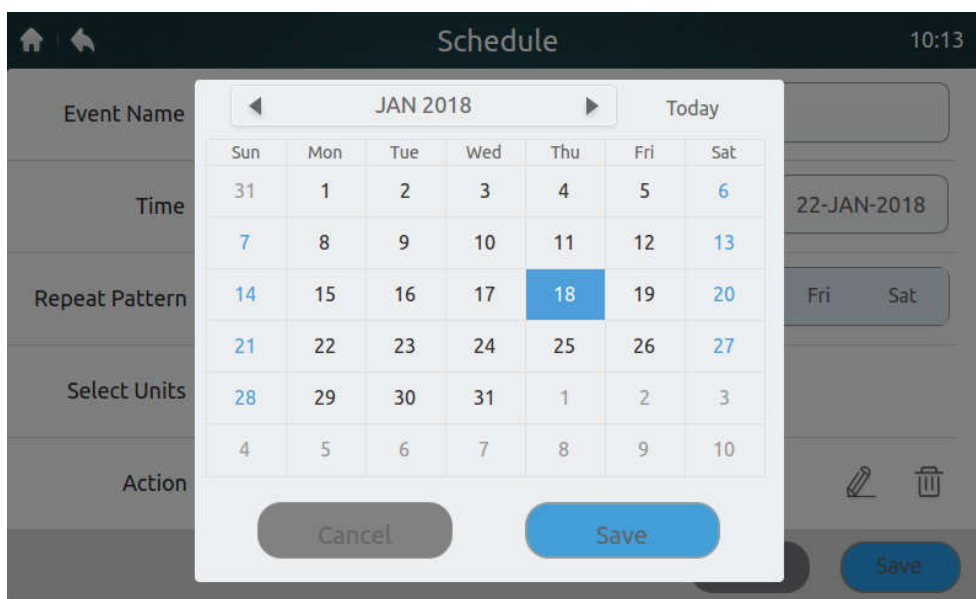 Schedule 10:13
Event Name
JAN 2018 Today
Sun Mon Tue Wed Thu Fri Sat
31 1 2 3 4 5 6
Time 22-JAN-2018
7 8 9 10 11 12 13
14 15 16 17 18 19 20
Repeat Pattern Fri Sat
21 22 23 24 25 26 27
Select Units
28 29 30 31 1 2 3
4 5 6 7 8 9 10
Action
Cancel Save
Save